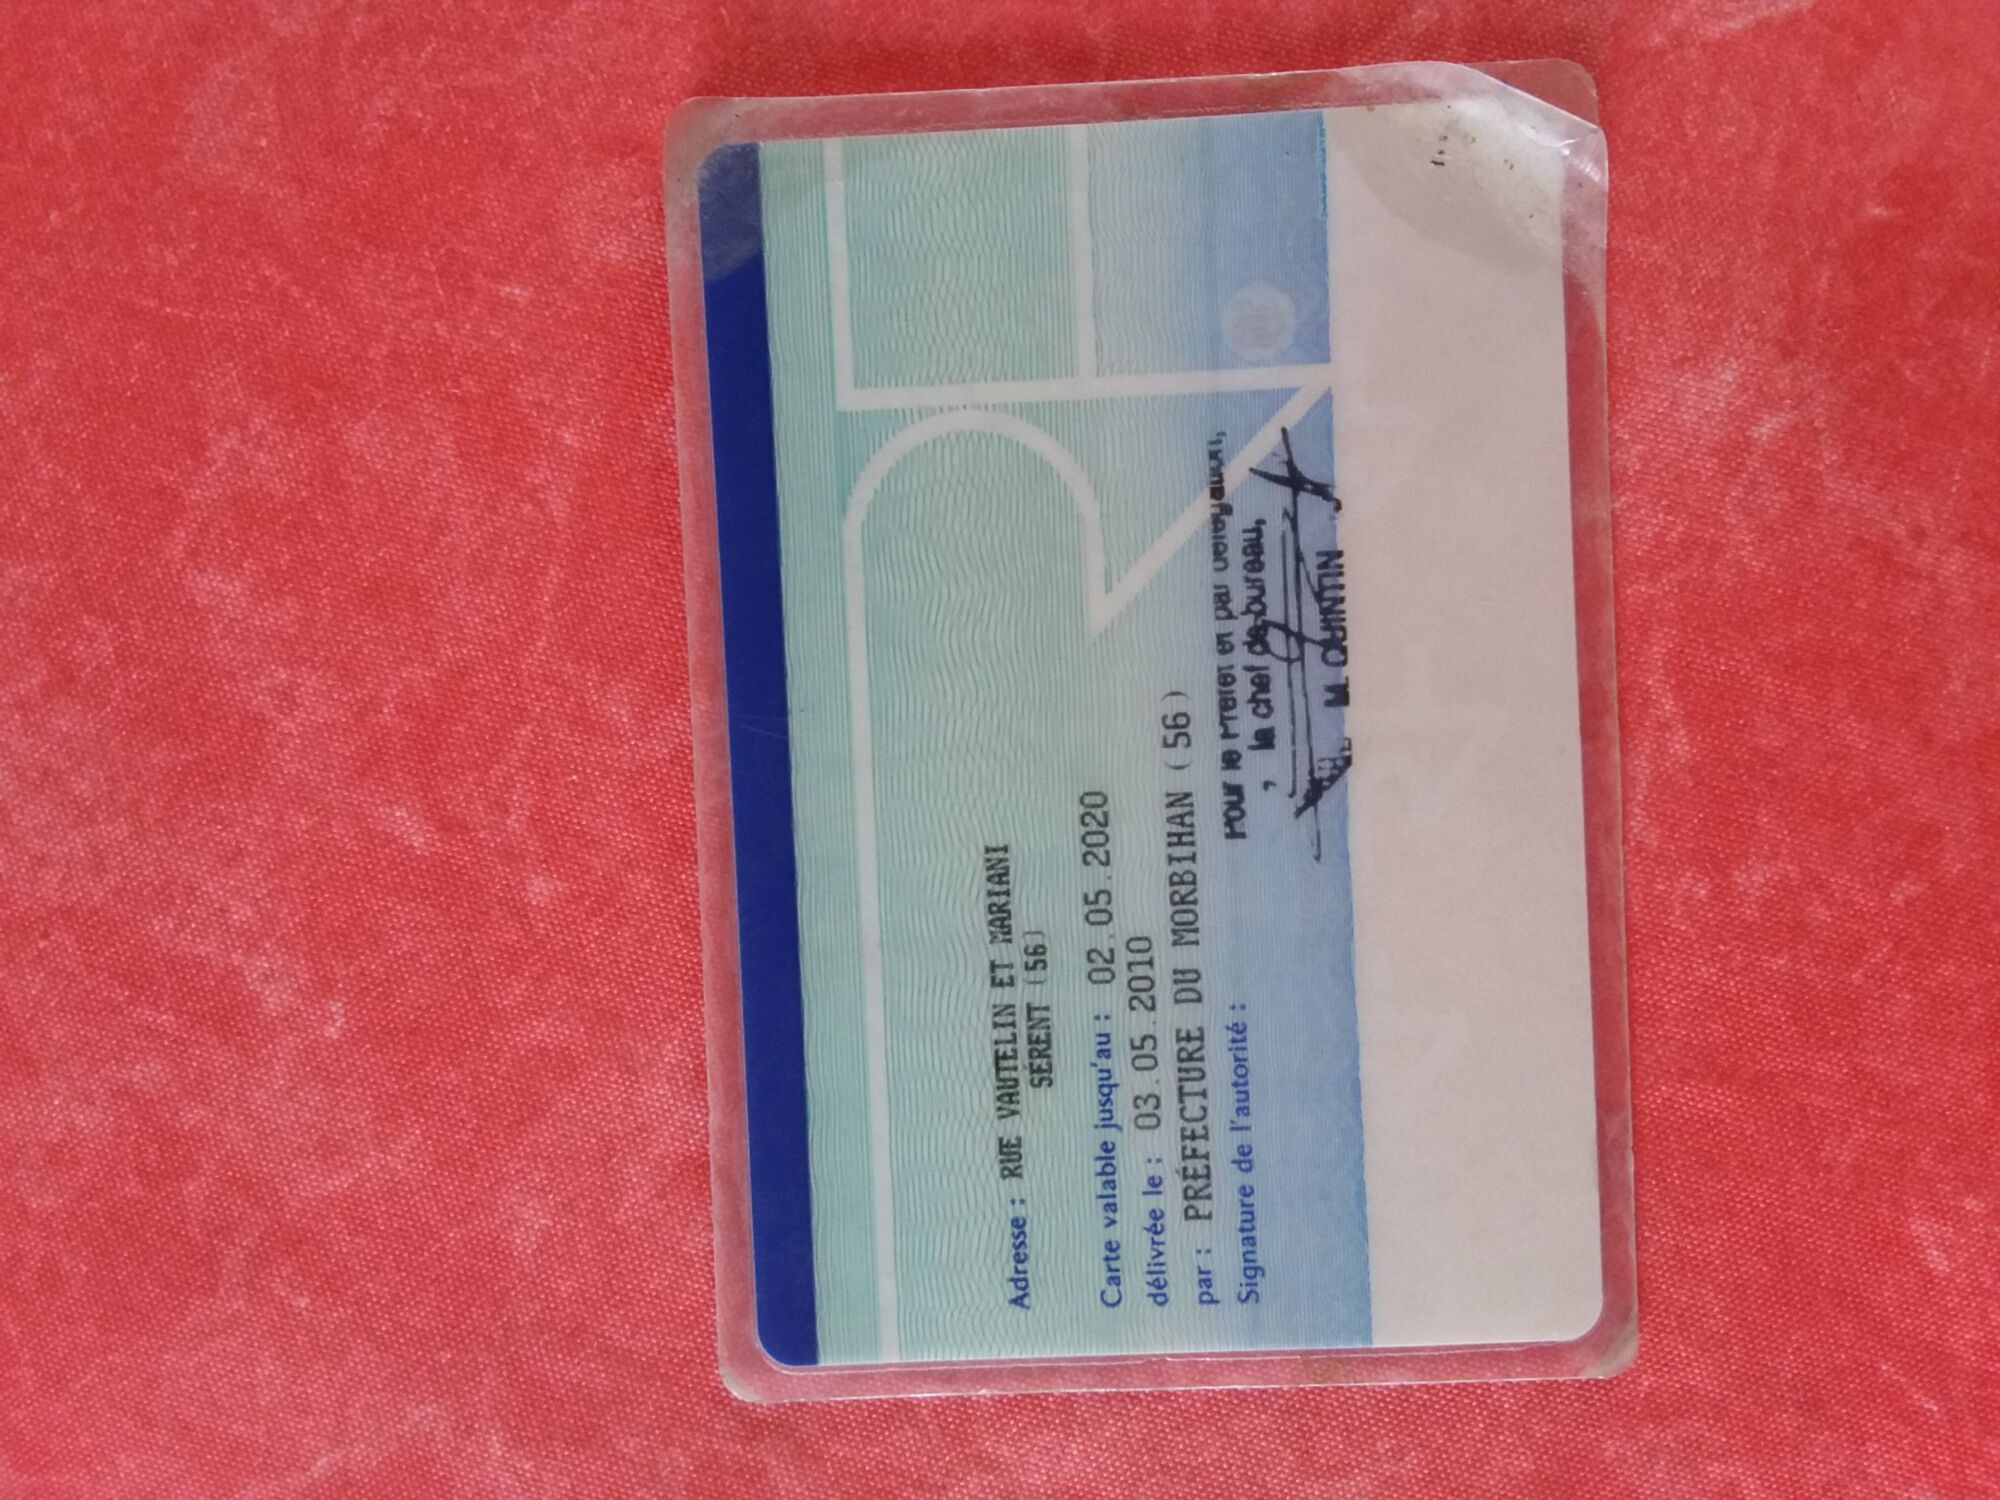 Adresse : RUE VAUTELIN ET MARIANI
SÉRENT (56)
Carte valable jusqu'au : 02.05.2020
délivrée le : 03.05.2010
par : PRÉFECTURE DU MORBIHAN (56)
Signature de l'autorité :
Pour le Préfet et par délégation,
, la chef de bureau,
M. QUINTIN